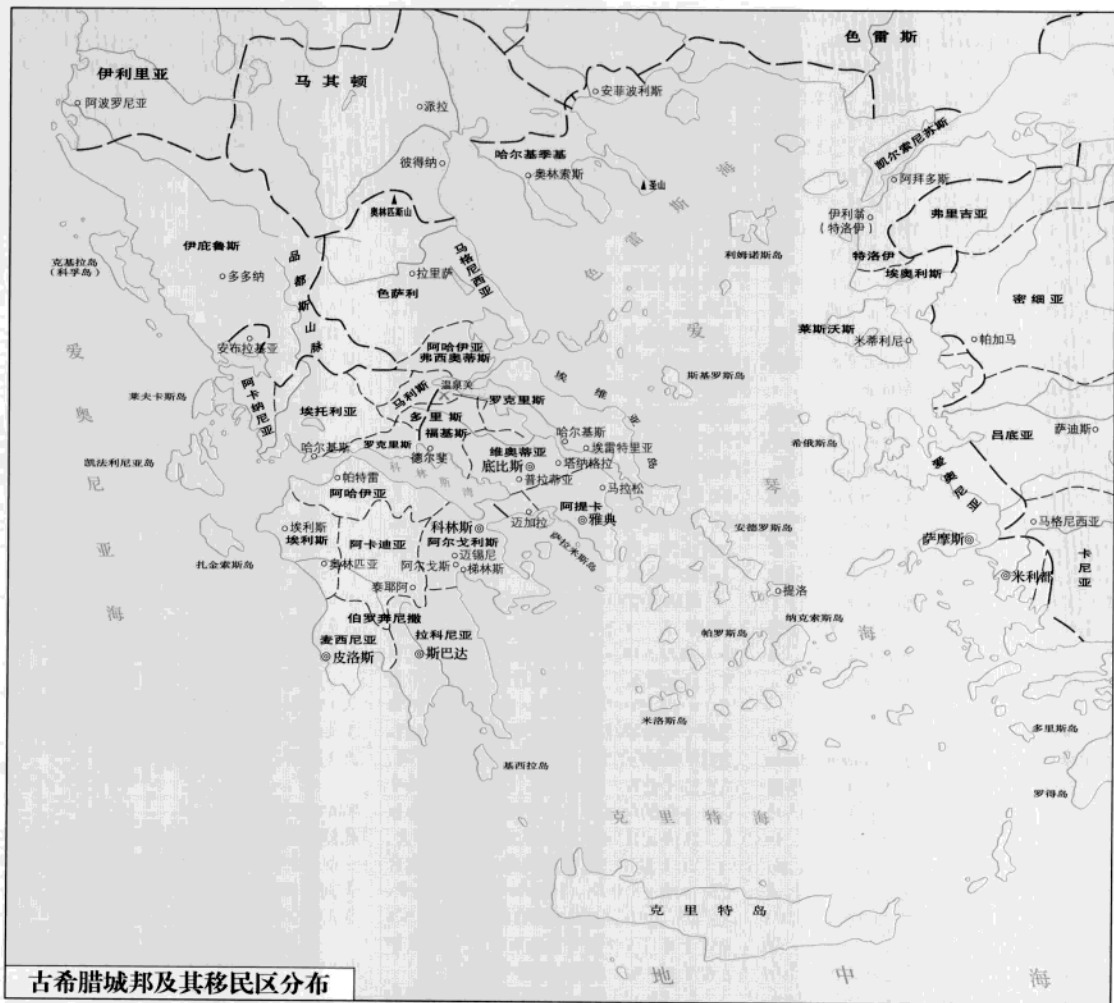 色雷斯
伊利里亚
马其顿
阿波罗尼亚
派拉
安菲波利斯
彼得纳
哈尔基季基
奥林索斯
圣山
凯尔索尼苏斯
阿拜多斯
色雷斯海
奥林匹斯山
伊利翁
(特洛伊)
弗里吉亚
利姆诺斯岛
特洛伊
埃奥利斯
伊庇鲁斯
克基拉岛
(科孚岛)
多多纳
品都斯山脉
拉里萨
马格尼西亚
色萨利
密细亚
莱斯沃斯
米蒂利尼
帕加马
安布拉基亚
阿哈伊亚
弗西奥蒂斯
爱琴海
爱奥尼亚海
莱夫卡斯岛
阿卡纳尼亚
埃托利亚
马利斯
温泉关
罗克里斯
埃维亚岛
斯基罗斯岛
多里斯
福基斯
罗克里斯
哈尔基斯
德尔斐
维奥蒂亚
哈尔基斯
埃雷特里亚
希俄斯岛
吕底亚
萨迪斯
凯法利尼亚岛
科林斯湾
底比斯
塔纳格拉
普拉蒂亚
爱奥尼亚
帕特雷
阿哈伊亚
马拉松
阿提卡
雅典
迈加拉
科林斯
埃利斯
埃利斯
阿卡迪亚
阿尔戈利斯
萨拉米斯岛
安德罗斯岛
萨摩斯
马格尼西亚
扎金索斯岛
奥林匹亚
迈锡尼
阿尔戈斯
梯林斯
米利都
卡尼亚
泰耶阿
提洛
伯罗奔尼撒
纳克索斯岛
帕罗斯岛
麦西尼亚
拉科尼亚
皮洛斯
斯巴达
米洛斯岛
多里斯岛
基西拉岛
罗得岛
克里特海
克里特岛
地中海
古希腊城邦及其移民区分布